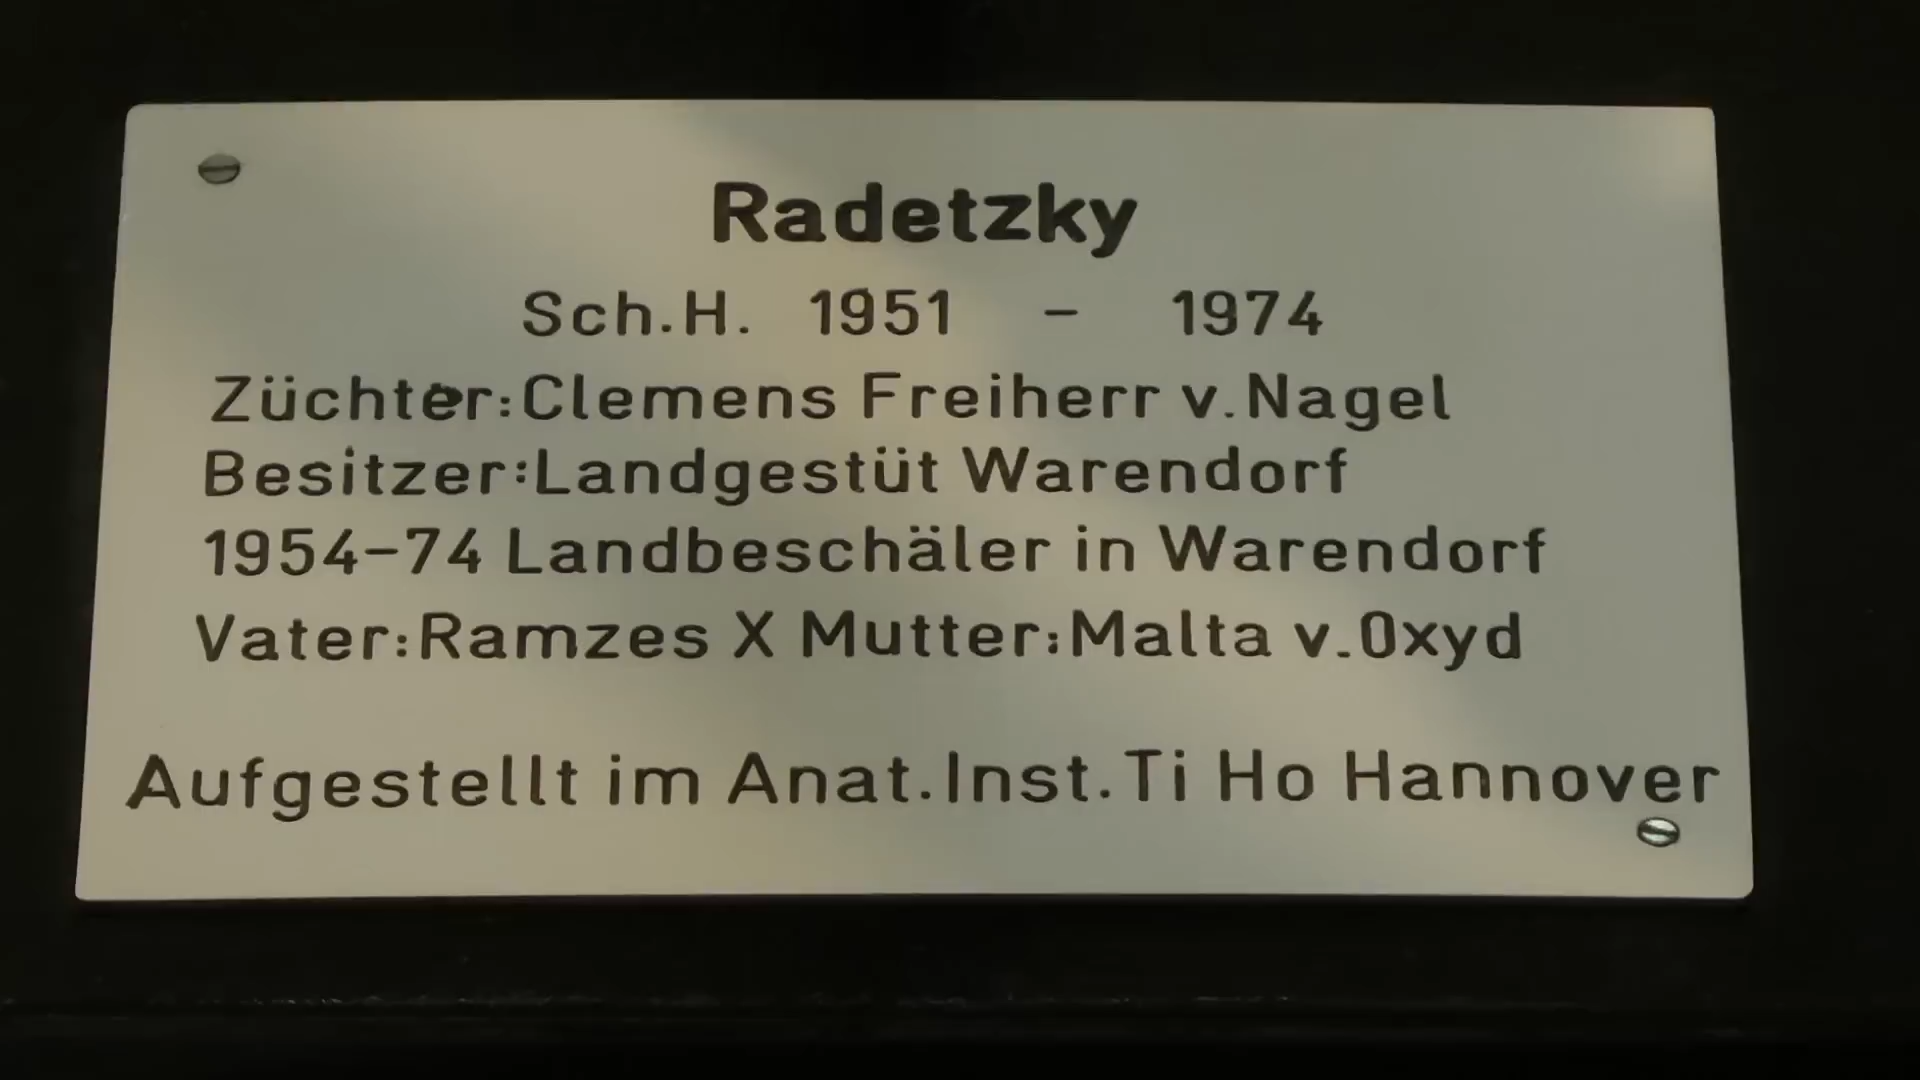 Radetzky
Sch.H. 1951 - 1974
Züchter:Clemens Freiherr v.Nagel
Besitzer:Landgestüt Warendorf
1954-74 Landbeschäler in Warendorf
Vater:Ramzes X Mutter:Malta v.Oxyd
Aufgestellt im Anat.Inst.Ti Ho Hannover